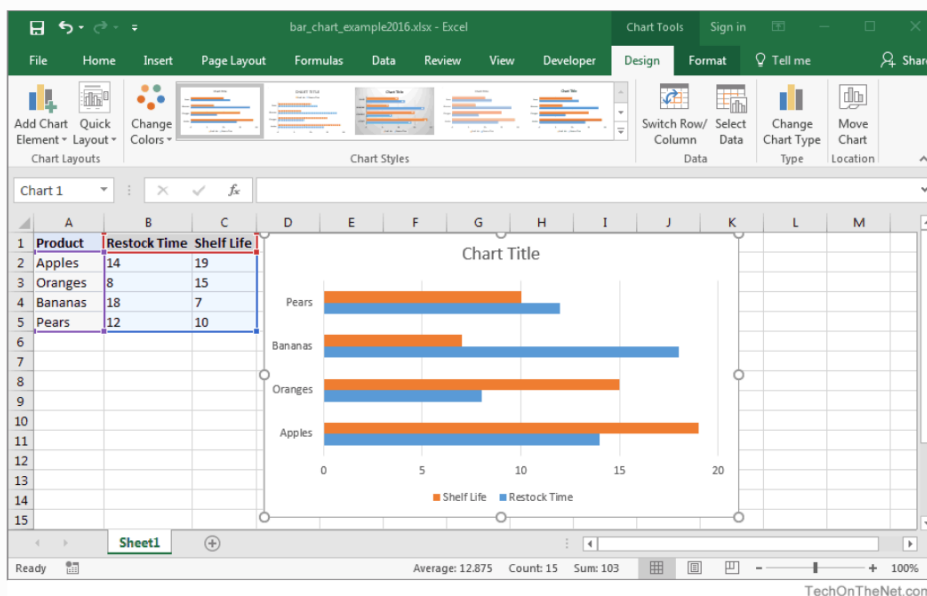 bar_chart_example2016.xlsx - Excel
Chart Tools
Sign in
File Home Insert Page Layout Formulas Data Review View Developer Design Format Tell me Share
Add Chart Element Quick Layout
Change Colors
Switch Row/ Column Select Data
Change Chart Type
Move Chart
Chart Layouts Chart Styles Data Type Location
Chart 1 fx
A B C D E F G H I J K L M
1 Product Restock Time Shelf Life
2 Apples 14 19
3 Oranges 8 15
4 Bananas 18 7
5 Pears 12 10
6
7
8
9
10
11
12
13
14
15
Chart Title
Pears
Bananas
Oranges
Apples
0 5 10 15 20
Shelf Life Restock Time
Sheet1
Ready Average: 12.875 Count: 15 Sum: 103 100%
TechOnTheNet.com